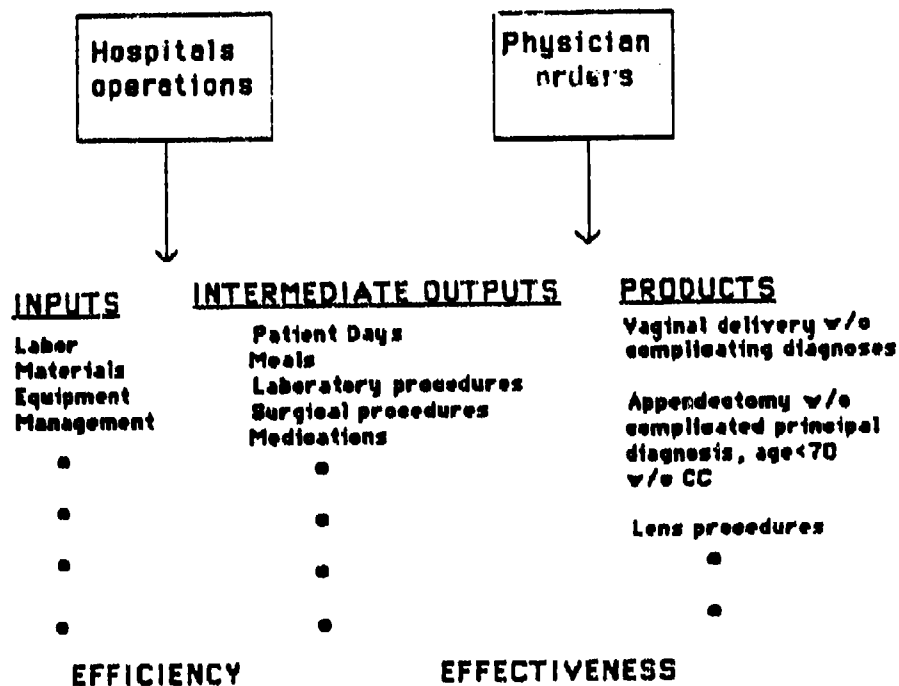 Hospitals
operations
Physician
orders
INPUTS
Labor
Materials
Equipment
Management
INTERMEDIATE OUTPUTS
Patient Days
Meals
Laboratory procedures
Surgical procedures
Medications
PRODUCTS
Vaginal delivery w/o
complicating diagnoses
Appendectomy w/o
complicated principal
diagnosis, age<70
w/o CC
Lens procedures
EFFICIENCY
EFFECTIVENESS